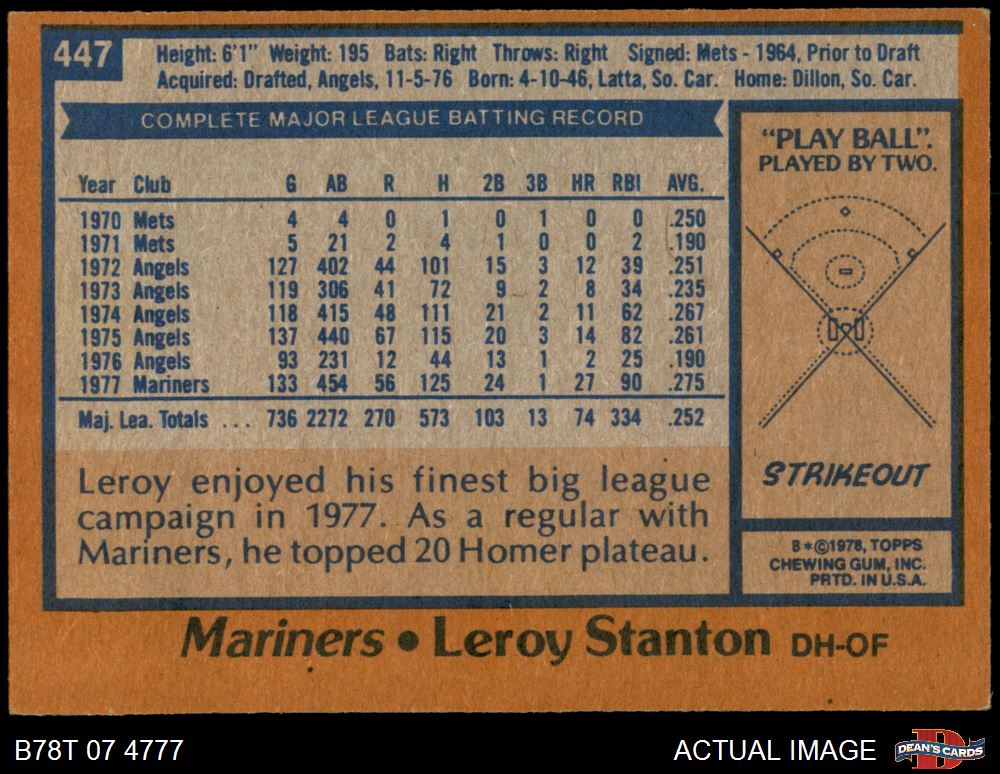 447
Height: 6'1" Weight: 195 Bats: Right Throws: Right Signed: Mets - 1964, Prior to Draft
Acquired: Drafted, Angels, 11-5-76 Born: 4-10-46, Latta, So. Car. Home: Dillon, So. Car.
COMPLETE MAJOR LEAGUE BATTING RECORD
Year Club G AB R H 2B 3B HR RBI AVG.
1970 Mets 4 4 0 1 0 1 0 0 .250
1971 Mets 5 21 2 4 1 0 0 2 .190
1972 Angels 127 402 44 101 15 3 12 39 .251
1973 Angels 119 306 41 72 9 2 8 34 .235
1974 Angels 118 415 48 111 21 2 11 62 .267
1975 Angels 137 440 67 115 20 3 14 82 .261
1976 Angels 93 231 12 44 13 1 2 25 .190
1977 Mariners 133 454 56 125 24 1 27 90 .275
Maj. Lea. Totals ... 736 2272 270 573 103 13 74 334 .252
Leroy enjoyed his finest big league
campaign in 1977. As a regular with
Mariners, he topped 20 Homer plateau.
"PLAY BALL".
PLAYED BY TWO.
STRIKEOUT
B*©1978, TOPPS
CHEWING GUM, INC.
PRTD. IN U.S.A.
Mariners • Leroy Stanton DH-OF
B78T 07 4777
ACTUAL IMAGE
D
DEAN'S CARDS